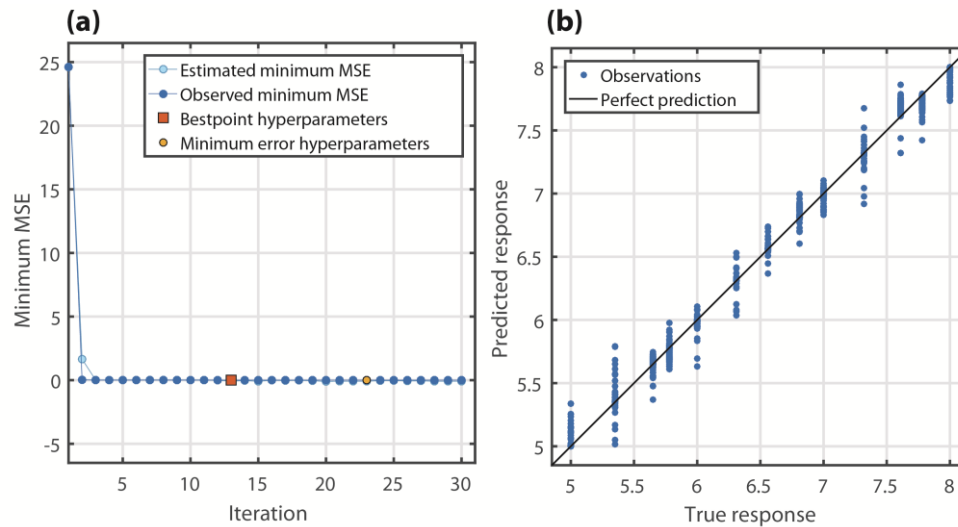 (a)
25
20
15
10
5
0
-5
Minimum MSE
Estimated minimum MSE
Observed minimum MSE
Bestpoint hyperparameters
Minimum error hyperparameters
5 10 15 20 25 30
Iteration
(b)
8
7.5
7
6.5
6
5.5
5
Predicted response
Observations
Perfect prediction
5 5.5 6 6.5 7 7.5 8
True response